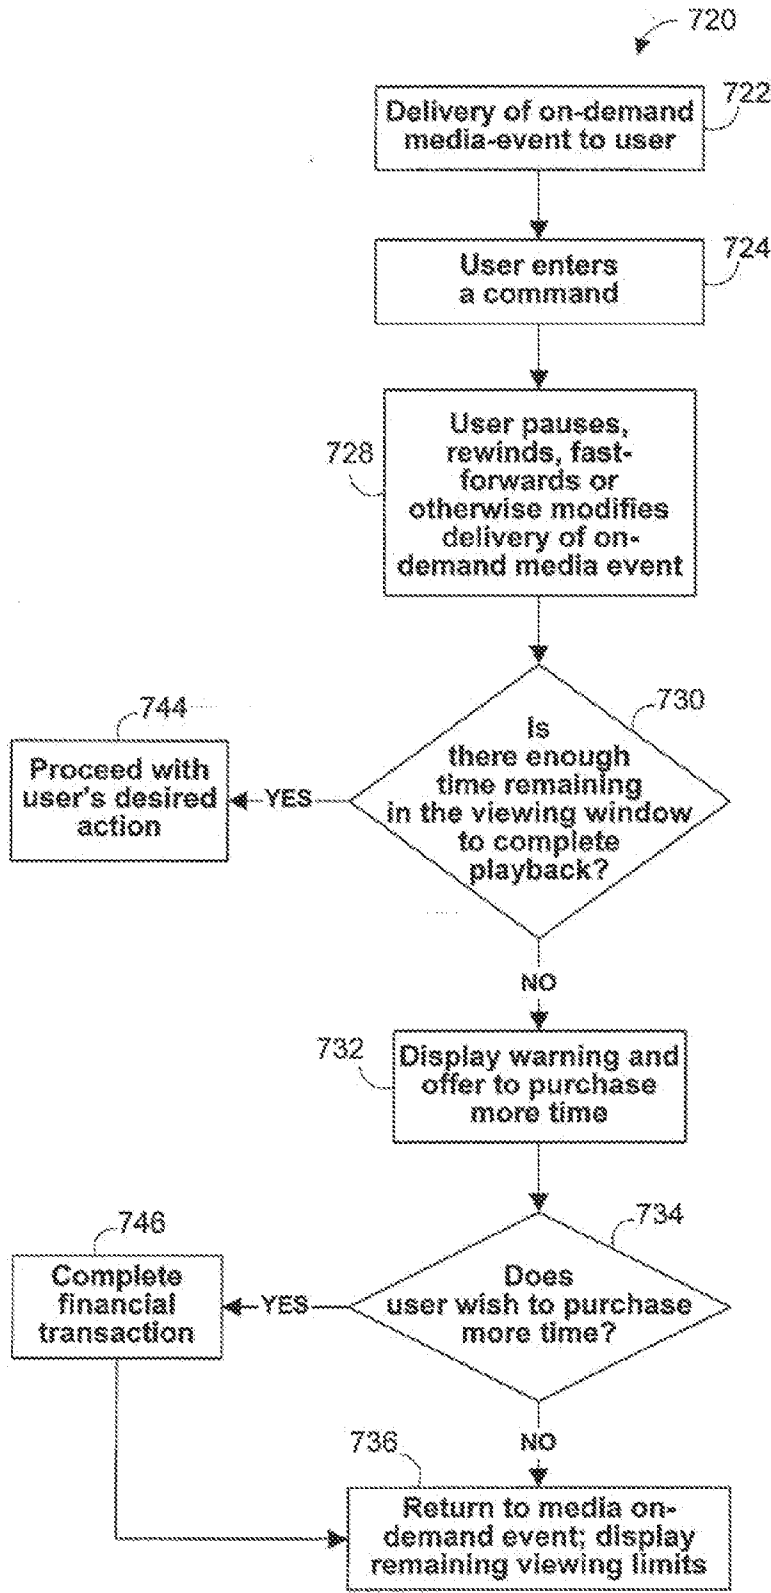 720
722
Delivery of on-demand
media-event to user
724
User enters
a command
728
User pauses,
rewinds, fast-
forwards or
otherwise modifies
delivery of on-
demand media event
730
Is
there enough
time remaining
in the viewing window
to complete
playback?
YES
744
Proceed with
user's desired
action
NO
732
Display warning and
offer to purchase
more time
734
Does
user wish to purchase
more time?
YES
746
Complete
financial
transaction
NO
736
Return to media on-
demand event; display
remaining viewing limits